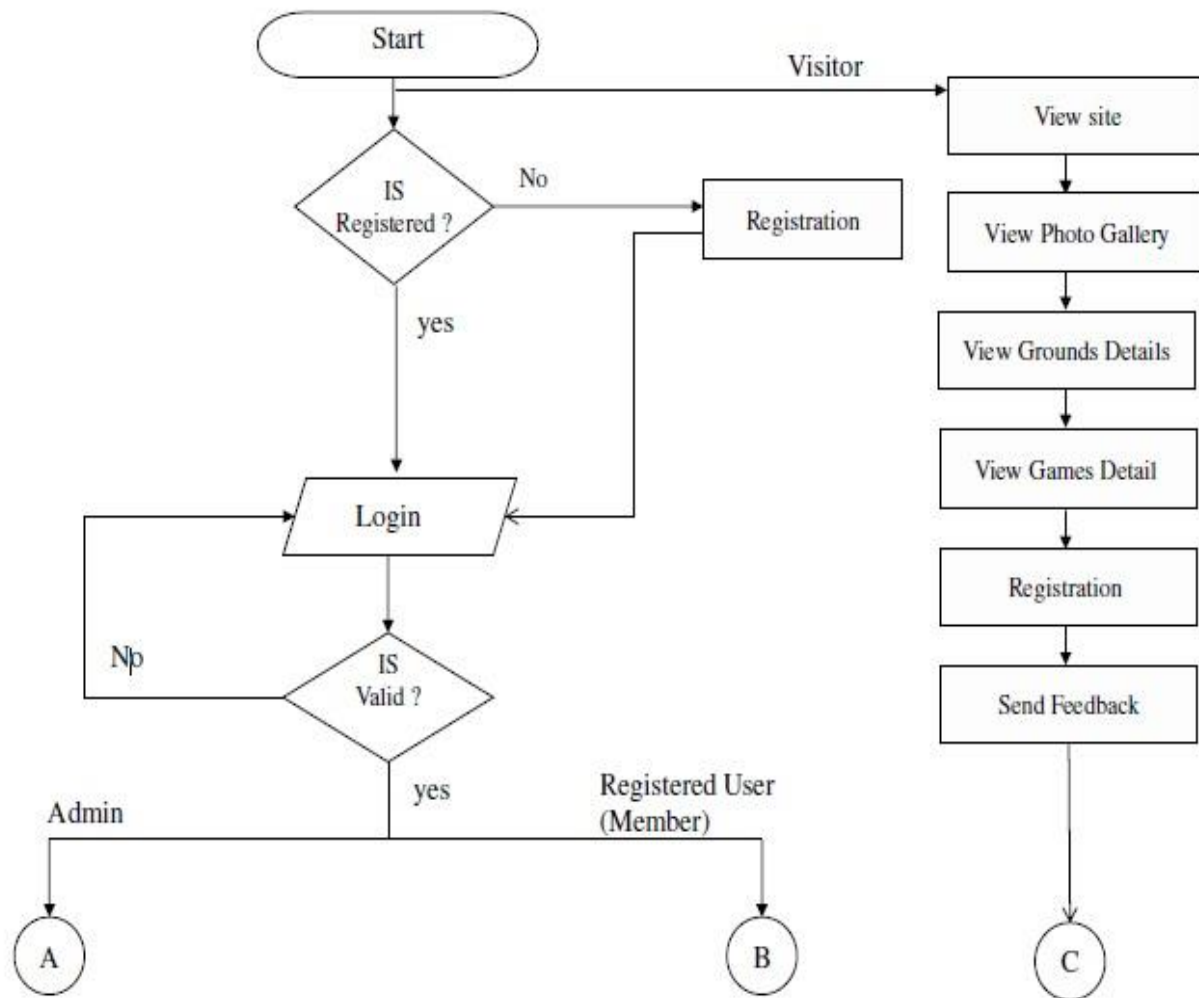 Start
Visitor
View site
IS
Registered ?
No
Registration
View Photo Gallery
yes
View Grounds Details
View Games Detail
Login
Registration
No
IS
Valid ?
Send Feedback
yes
Admin
Registered User
(Member)
A
B
C